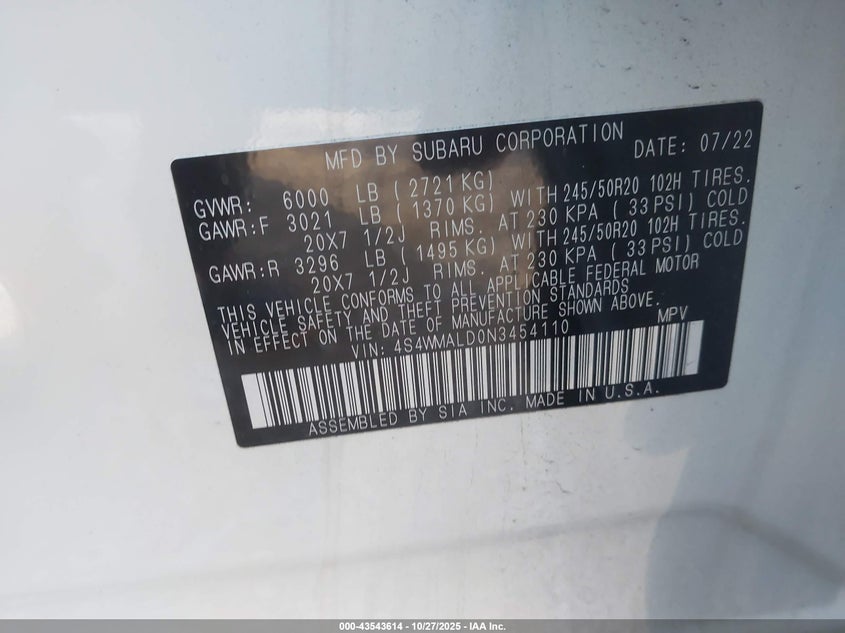 MFD BY SUBARU CORPORATION DATE: 07/22
GVWR: 6000 LB ( 2721 KG)
GAWR:F 3021 LB ( 1370 KG) WITH 245/50R20 102H TIRES.
20X7 1/2J RIMS. AT 230 KPA ( 33 PSI) COLD
GAWR:R 3296 LB ( 1495 KG) WITH 245/50R20 102H TIRES.
20X7 1/2J RIMS. AT 230 KPA ( 33 PSI) COLD
THIS VEHICLE CONFORMS TO ALL APPLICABLE FEDERAL MOTOR
VEHICLE SAFETY AND THEFT PREVENTION STANDARDS
IN EFFECT ON THE DATE OF MANUFACTURE SHOWN ABOVE.
VIN: 4S4WMALD0N3454110 MPV
ASSEMBLED BY SIA INC. MADE IN U.S.A.
000-43543614 - 10/27/2025 - IAA Inc.